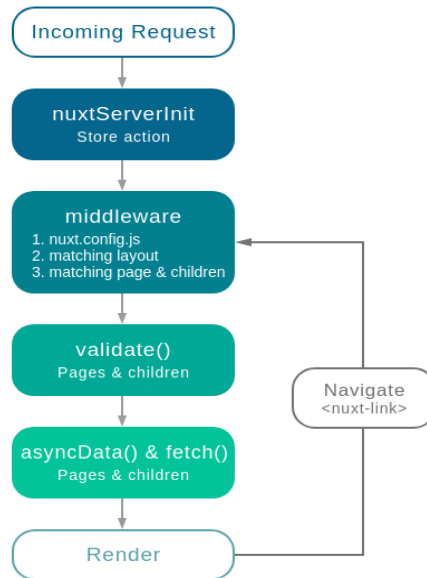 Incoming Request
nuxtServerInit
Store action
middleware
1. nuxt.config.js
2. matching layout
3. matching page & children
validate()
Pages & children
Navigate
<nuxt-link>
asyncData() & fetch()
Pages & children
Render